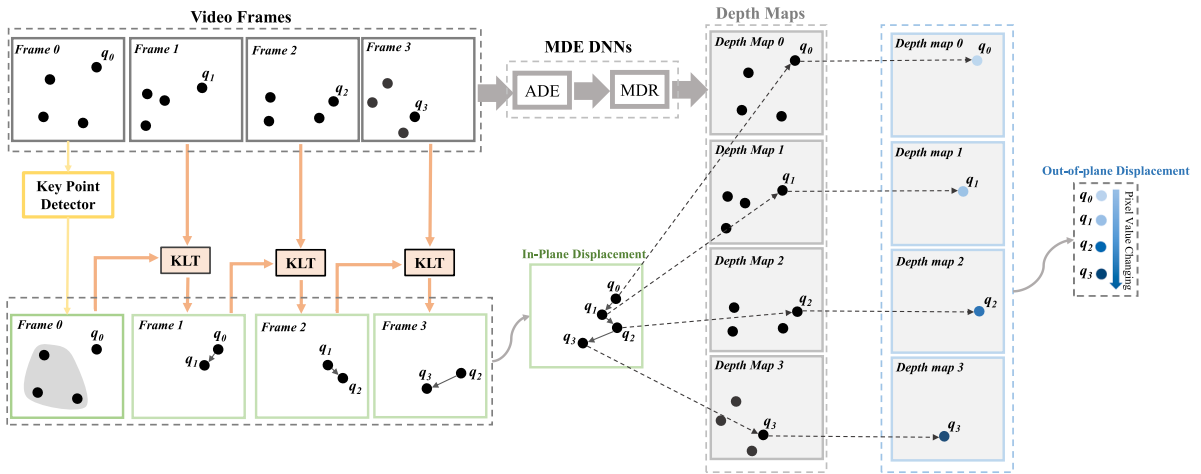 Video Frames
Frame 0
q0
Frame 1
q1
Frame 2
q2
Frame 3
q3
MDE DNNs
ADE
MDR
Depth Maps
Depth Map 0
q0
Depth Map 1
q1
Depth Map 2
q2
Depth Map 3
q3
Depth map 0
q0
Depth map 1
q1
Depth map 2
q2
Depth map 3
q3
Out-of-plane Displacement
q0
q1
q2
q3
Pixel Value Changing
Key Point
Detector
KLT
KLT
KLT
In-Plane Displacement
q0
q1
q2
q3
Frame 0
q0
Frame 1
q0
q1
Frame 2
q1
q2
Frame 3
q3
q2